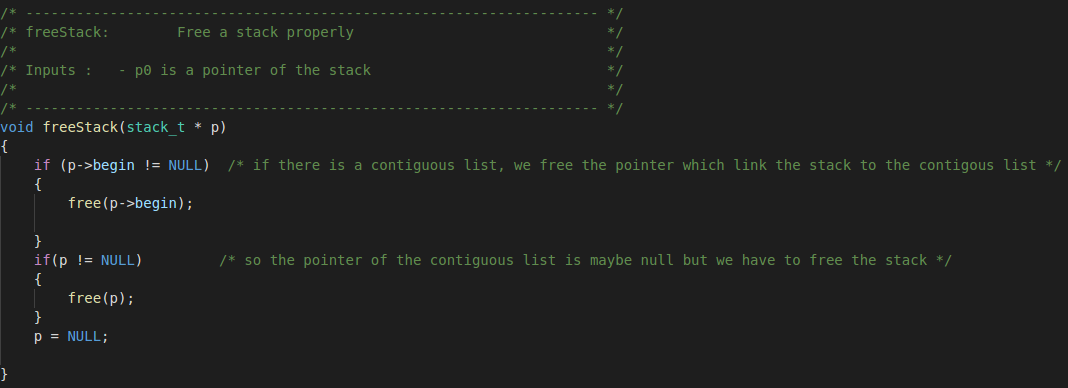 /* -------------------------------------------------------------------- */
/* freeStack:        Free a stack properly                              */
/*                                                                      */
/* Inputs :   - p0 is a pointer of the stack                            */
/*                                                                      */
/* -------------------------------------------------------------------- */
void freeStack(stack_t * p)
{
    if (p->begin != NULL)  /* if there is a contiguous list, we free the pointer which link the stack to the contigous list */
    {
        free(p->begin);
    }
    if(p != NULL)         /* so the pointer of the contiguous list is maybe null but we have to free the stack */
    {
        free(p);
    }
    p = NULL;
}